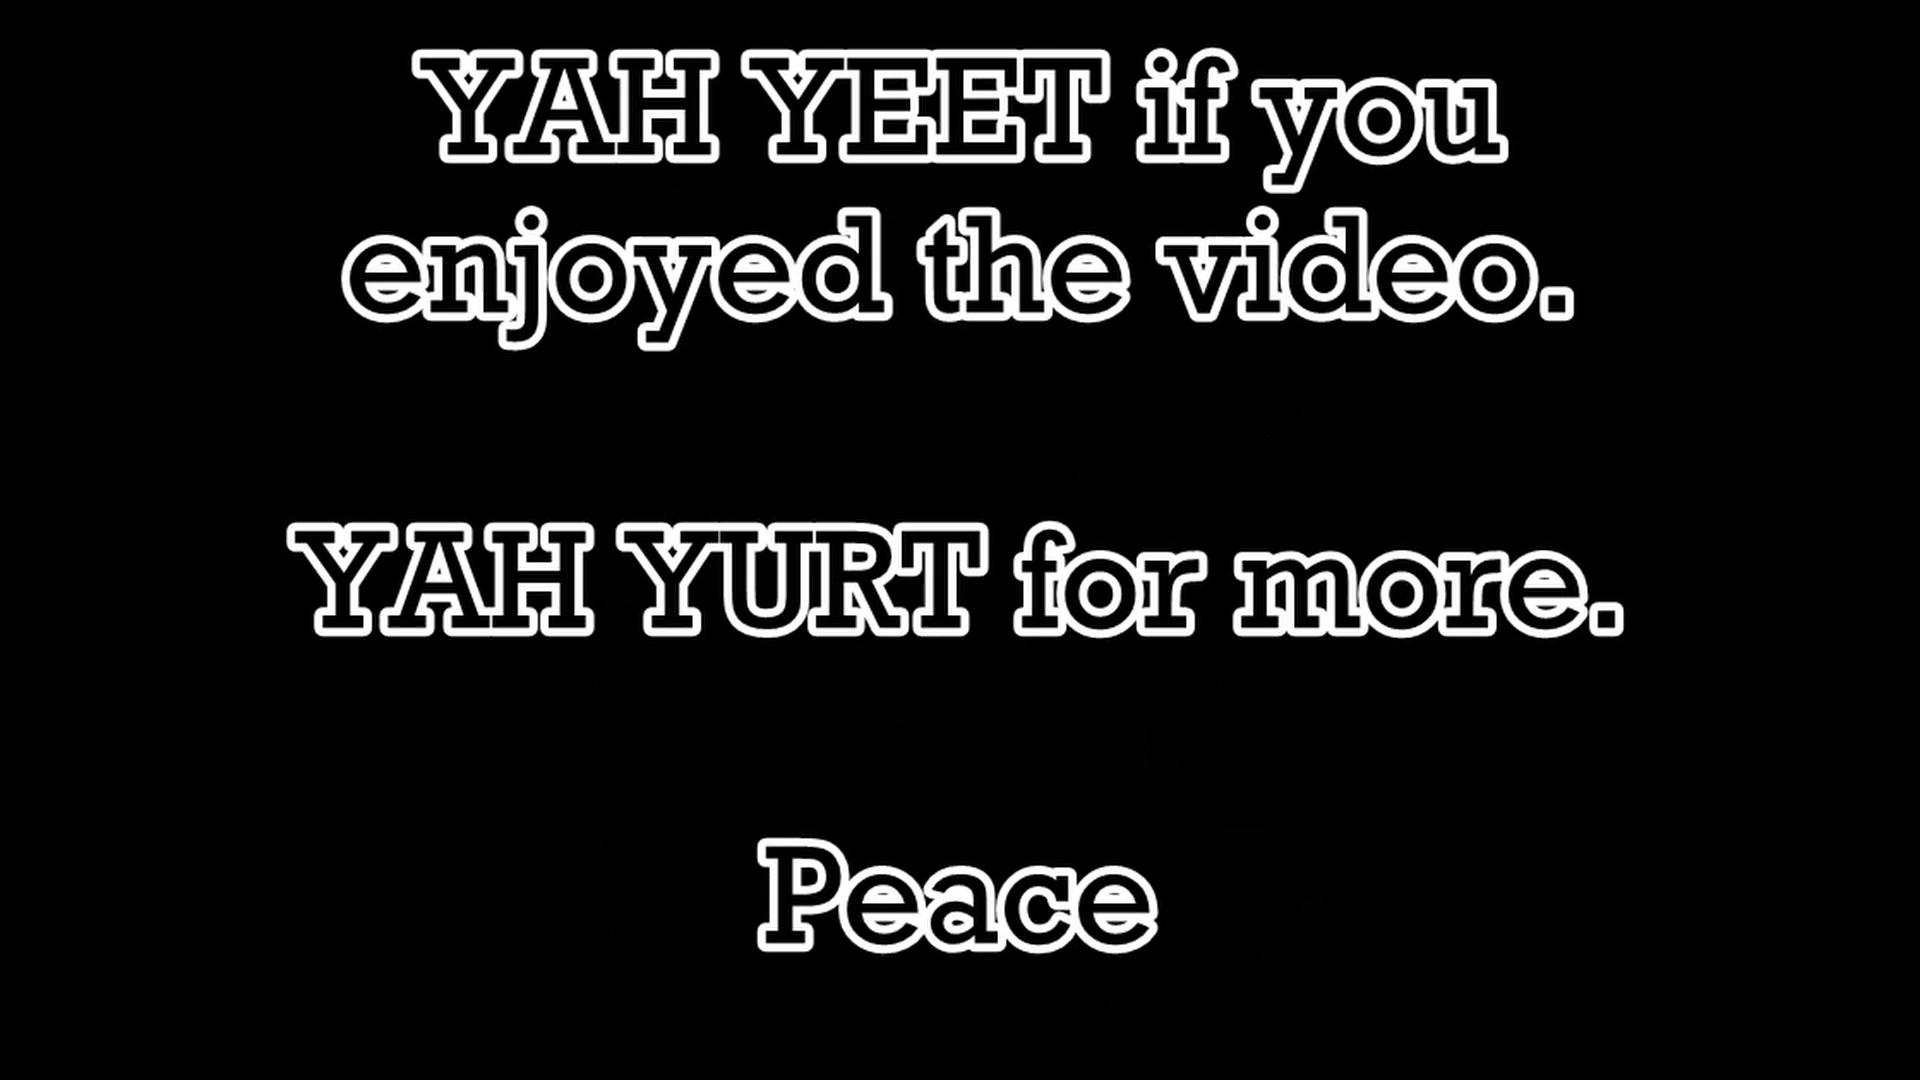 YAH YEET if you
enjoyed the video.
YAH YURT for more.
Peace